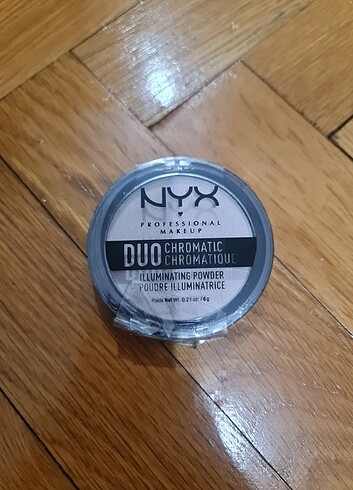 NYX
PROFESSIONAL
MAKEUP
DUO CHROMATIC
CHROMATIQUE
ILLUMINATING POWDER
POUDRE ILLUMINATRICE
Poids Net Wt. 0.21 oz. / 6g